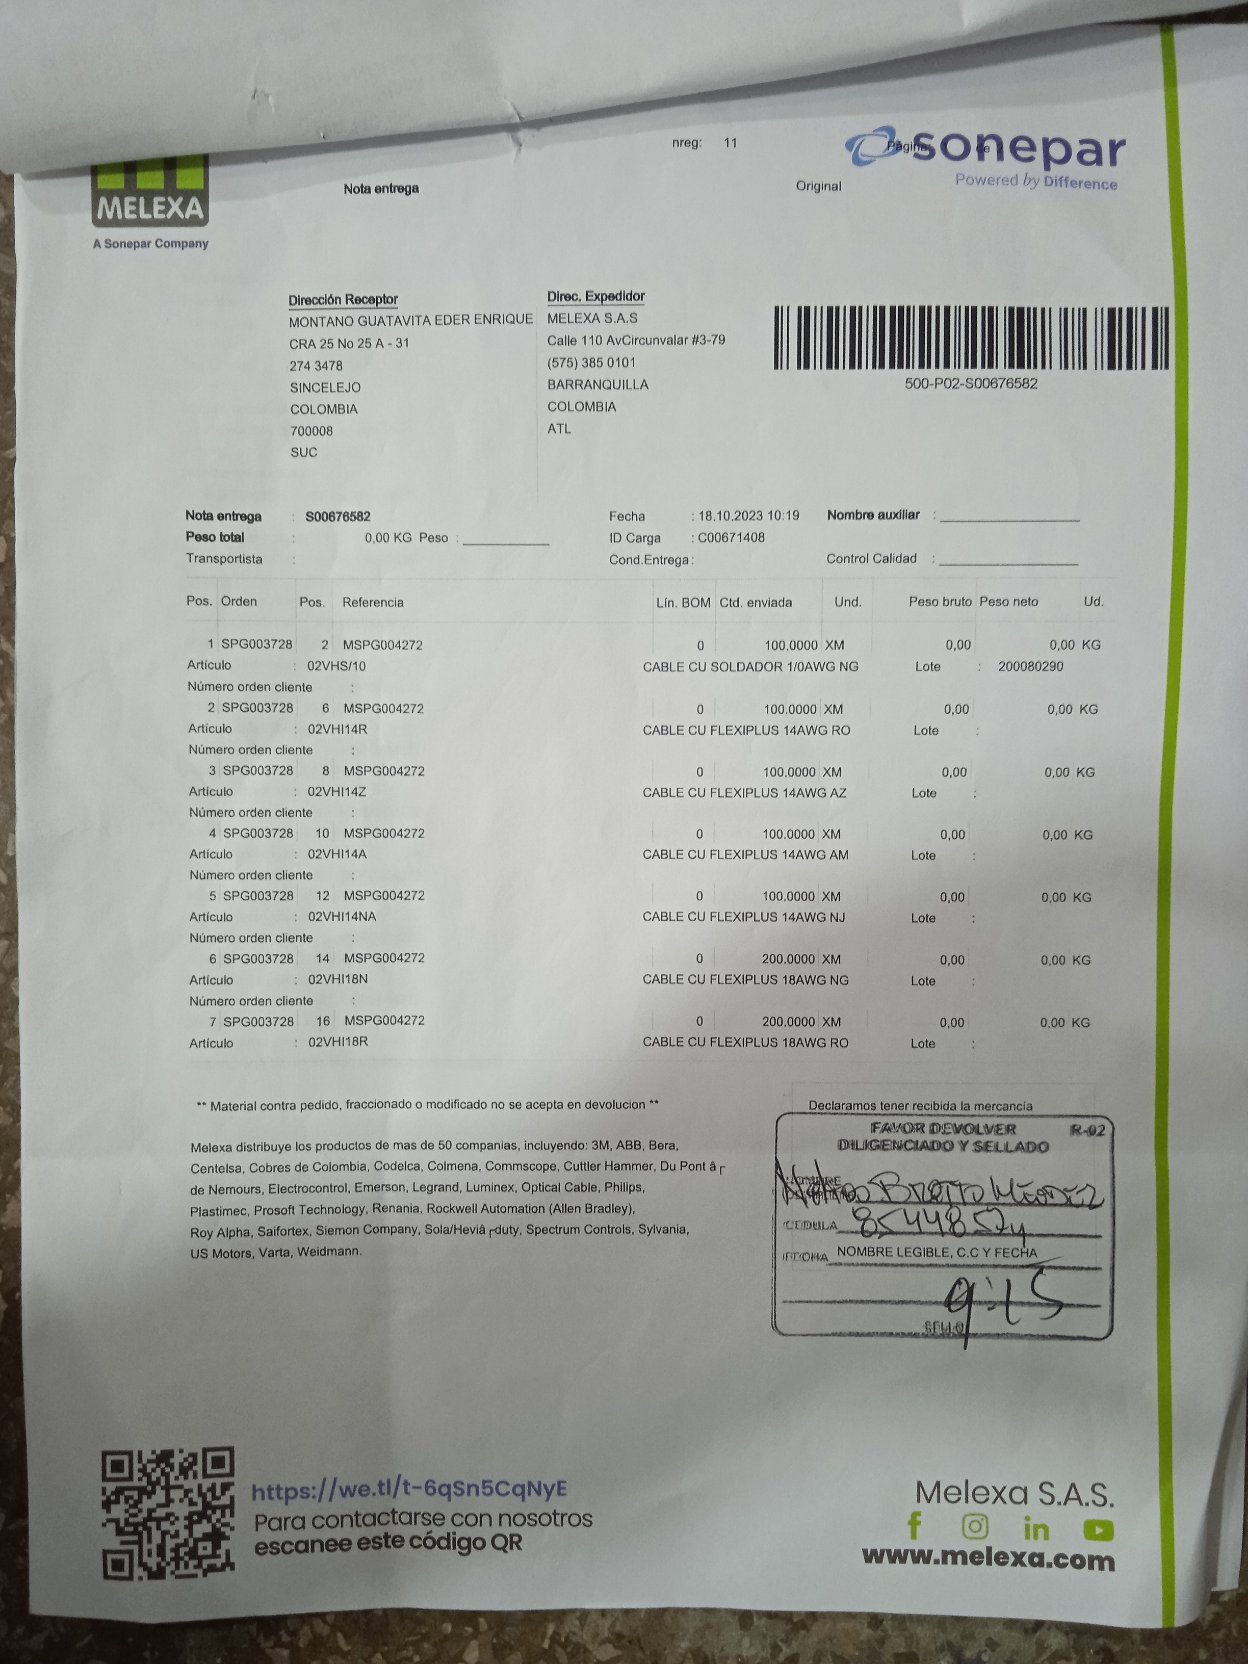 nreg: 11
sonepar
Powered by Difference
Nota entrega
Original
MELEXA
A Sonepar Company
Dirección Receptor
MONTANO GUATAVITA EDER ENRIQUE
CRA 25 No 25 A - 31
274 3478
SINCELEJO
COLOMBIA
700008
SUC
Direc. Expedidor
MELEXA S.A.S
Calle 110 AvCircunvalar #3-79
(575) 385 0101
BARRANQUILLA
COLOMBIA
ATL
500-P02-S00676582
Nota entrega : S00676582 Fecha : 18.10.2023 10:19 Nombre auxiliar :
Peso total : 0,00 KG Peso : ID Carga : C00671408
Transportista : Cond.Entrega : Control Calidad :
Pos. Orden Pos. Referencia Lín. BOM Ctd. enviada Und. Peso bruto Peso neto Ud.
1 SPG003728 2 MSPG004272 0 100.0000 XM 0,00 0,00 KG
Artículo : 02VHS/10 CABLE CU SOLDADOR 1/0AWG NG Lote : 200080290
Número orden cliente :
2 SPG003728 6 MSPG004272 0 100.0000 XM 0,00 0,00 KG
Artículo : 02VHI14R CABLE CU FLEXIPLUS 14AWG RO Lote :
Número orden cliente :
3 SPG003728 8 MSPG004272 0 100.0000 XM 0,00 0,00 KG
Artículo : 02VHI14Z CABLE CU FLEXIPLUS 14AWG AZ Lote :
Número orden cliente :
4 SPG003728 10 MSPG004272 0 100.0000 XM 0,00 0,00 KG
Artículo : 02VHI14A CABLE CU FLEXIPLUS 14AWG AM Lote :
Número orden cliente :
5 SPG003728 12 MSPG004272 0 100.0000 XM 0,00 0,00 KG
Artículo : 02VHI14NA CABLE CU FLEXIPLUS 14AWG NJ Lote :
Número orden cliente :
6 SPG003728 14 MSPG004272 0 200.0000 XM 0,00 0,00 KG
Artículo : 02VHI18N CABLE CU FLEXIPLUS 18AWG NG Lote :
Número orden cliente :
7 SPG003728 16 MSPG004272 0 200.0000 XM 0,00 0,00 KG
Artículo : 02VHI18R CABLE CU FLEXIPLUS 18AWG RO Lote :
** Material contra pedido, fraccionado o modificado no se acepta en devolucion **
Melexa distribuye los productos de mas de 50 companias, incluyendo: 3M, ABB, Bera,
Centelsa, Cobres de Colombia, Codelca, Colmena, Commscope, Cuttler Hammer, Du Pont â┌
de Nemours, Electrocontrol, Emerson, Legrand, Luminex, Optical Cable, Philips,
Plastimec, Prosoft Technology, Renania, Rockwell Automation (Allen Bradley),
Roy Alpha, Saifortex, Siemon Company, Sola/Heviâ┌duty, Spectrum Controls, Sylvania,
US Motors, Varta, Weidmann.
Declaramos tener recibida la mercancía
FAVOR DEVOLVER R-02
DILIGENCIADO Y SELLADO
CEDULA
NOMBRE LEGIBLE, C.C Y FECHA
9:15
SELLO
https://we.tl/t-6qSn5CqNyE
Para contactarse con nosotros
escanee este código QR
Melexa S.A.S.
www.melexa.com